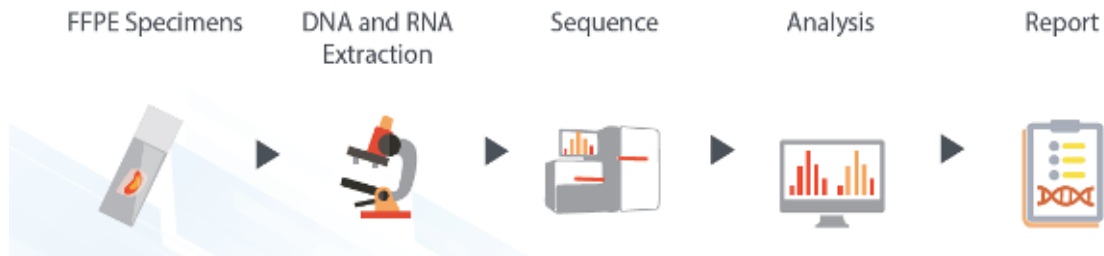 FFPE Specimens
DNA and RNA
Extraction
Sequence
Analysis
Report